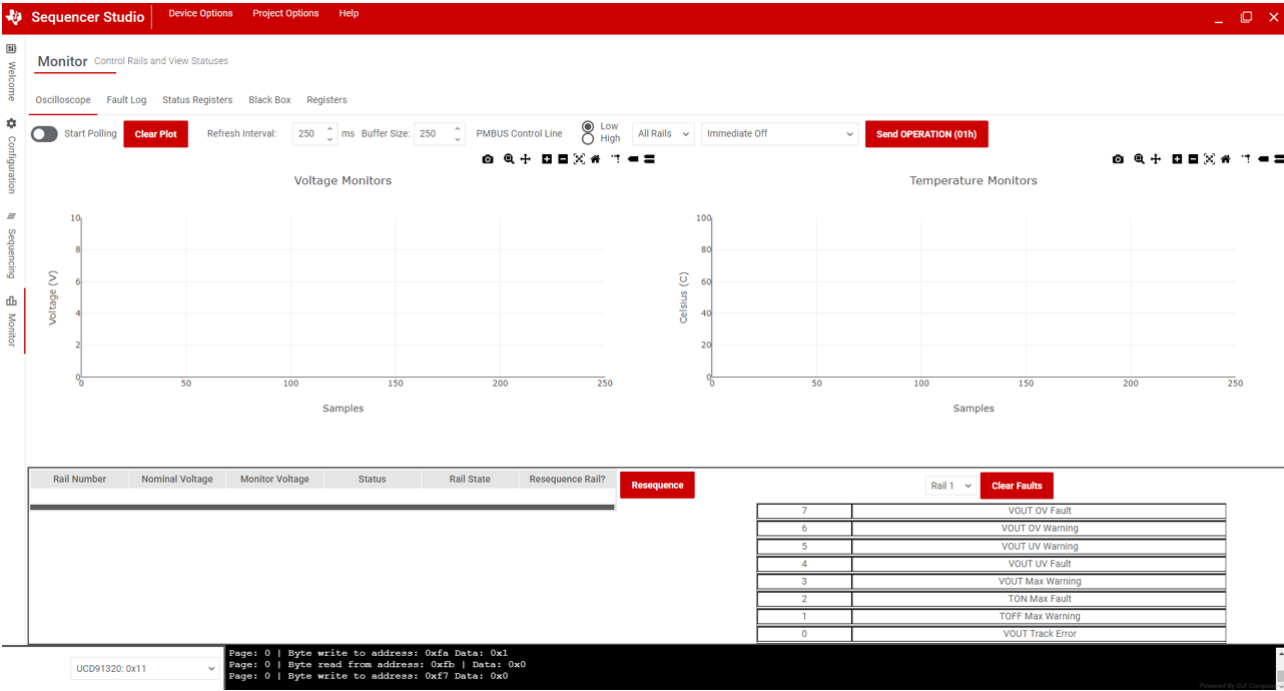 Sequencer Studio Device Options Project Options Help
Welcome
Configuration
Sequencing
Monitor
Monitor Control Rails and View Statuses
Oscilloscope Fault Log Status Registers Black Box Registers
Start Polling Clear Plot Refresh Interval: 250 ms Buffer Size: 250 PMBUS Control Line Low High All Rails Immediate Off Send OPERATION (01h)
Voltage Monitors
10
8
6
4
2
0
Voltage (V)
0 50 100 150 200 250
Samples
Temperature Monitors
100
80
60
40
20
0
Celsius (C)
0 50 100 150 200 250
Samples
Rail Number Nominal Voltage Monitor Voltage Status Rail State Resequence Rail? Resequence
Rail 1 Clear Faults
7 VOUT OV Fault
6 VOUT OV Warning
5 VOUT UV Warning
4 VOUT UV Fault
3 VOUT Max Warning
2 TON Max Fault
1 TOFF Max Warning
0 VOUT Track Error
UCD91320: 0x11
Page: 0 | Byte write to address: 0xfa Data: 0x1
Page: 0 | Byte read from address: 0xfb | Data: 0x0
Page: 0 | Byte write to address: 0xf7 Data: 0x0
Powered By GUI Composer